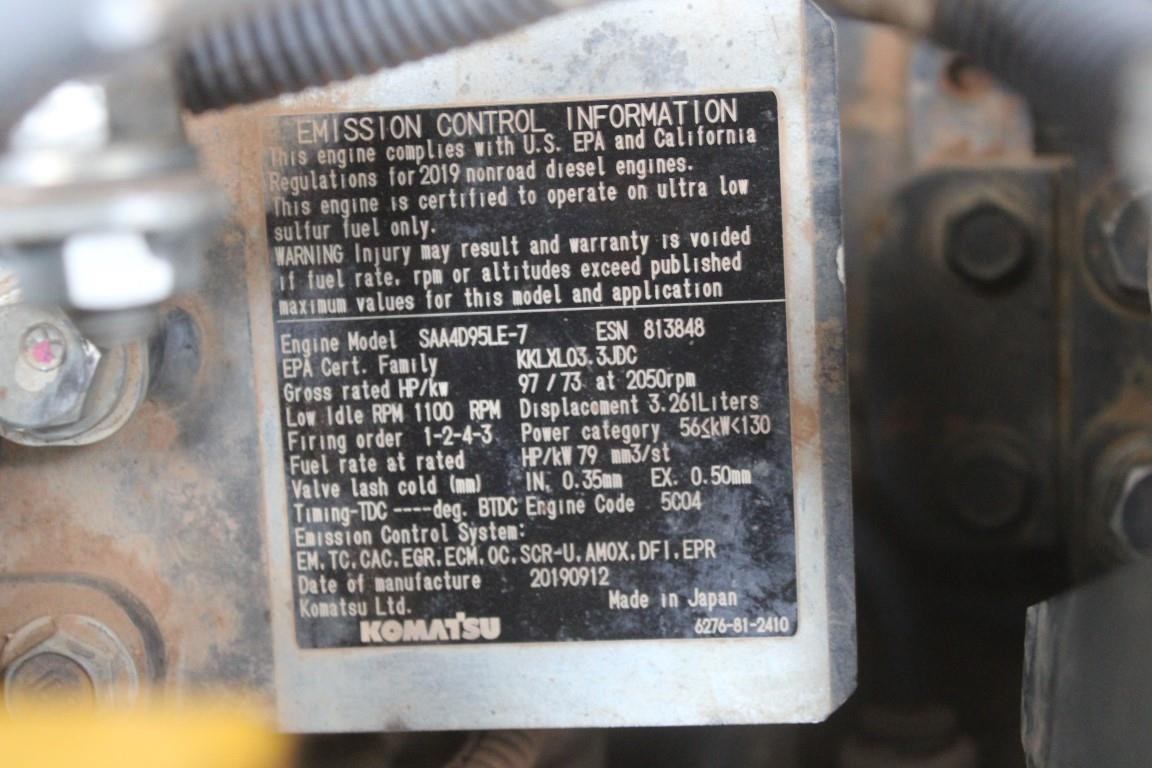 EMISSION CONTROL INFORMATION
This engine complies with U.S. EPA and California
Regulations for 2019 nonroad diesel engines.
This engine is certified to operate on ultra low
sulfur fuel only.
WARNING Injury may result and warranty is voided
if fuel rate, rpm or altitudes exceed published
maximum values for this model and application
Engine Model SAA4D95LE-7 ESN 813848
EPA Cert. Family KKLXL03.3JDC
Gross rated HP/kw 97 / 73 at 2050rpm
Low Idle RPM 1100 RPM Displacoment 3.261Liters
Firing order 1-2-4-3 Power category 56≤kW<130
Fuel rate at rated HP/kW 79 mm3/st
Valve lash cold (mm) IN. 0.35mm EX. 0.50mm
Timing-TDC ----deg. BTDC Engine Code 5C04
Emission Control System:
EM.TC.CAC.EGR.ECM.OC.SCR-U.AMOX.DFI.EPR
Date of manufacture 20190912
Komatsu Ltd. Made in Japan
KOMATSU 6276-81-2410